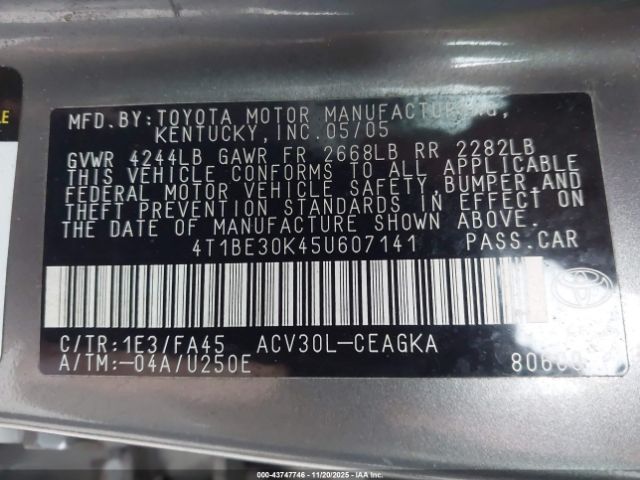 MFD.BY:TOYOTA MOTOR MANUFACTURING,
KENTUCKY,INC.05/05
GVWR 4244LB GAWR FR 2668LB RR 2282LB
THIS VEHICLE CONFORMS TO ALL APPLICABLE
FEDERAL MOTOR VEHICLE SAFETY,BUMPER,AND
THEFT PREVENTION STANDARDS IN EFFECT ON
THE DATE OF MANUFACTURE SHOWN ABOVE.
4T1BE30K45U607141 PASS.CAR
C/TR:1E3/FA45 ACV30L-CEAGKA
A/TM:-04A/U250E
000-43747746 - 11/20/2025 - IAAI.COM